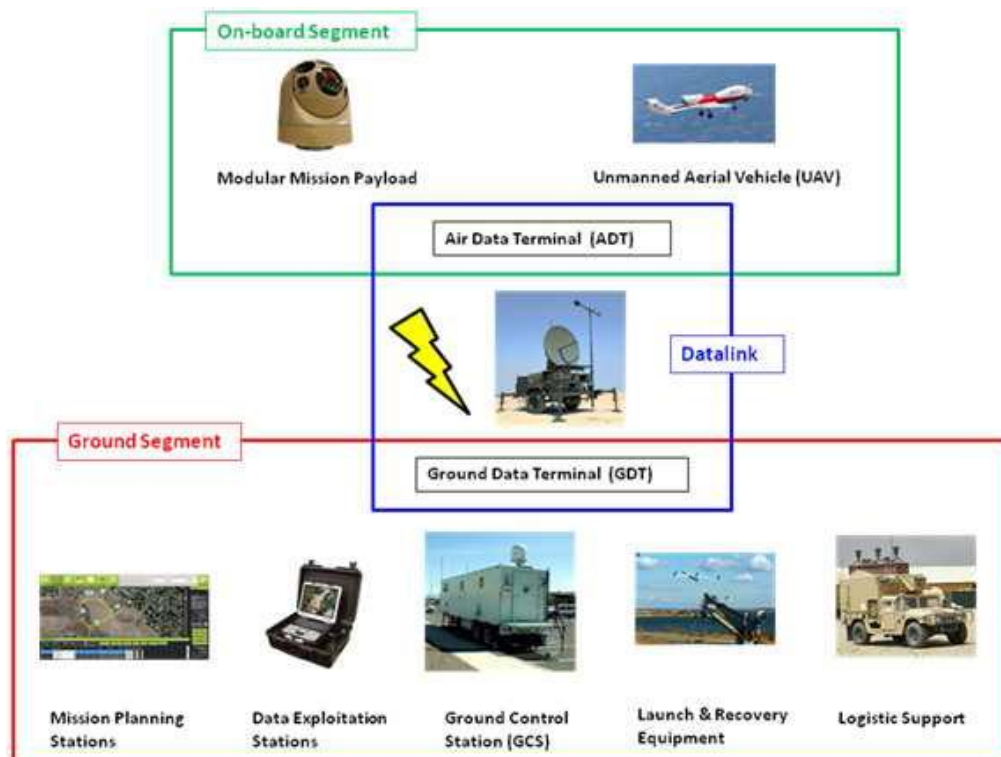 On-board Segment
Modular Mission Payload
Unmanned Aerial Vehicle (UAV)
Air Data Terminal (ADT)
Datalink
Ground Segment
Ground Data Terminal (GDT)
Mission Planning
Stations
Data Exploitation
Stations
Ground Control
Station (GCS)
Launch & Recovery
Equipment
Logistic Support